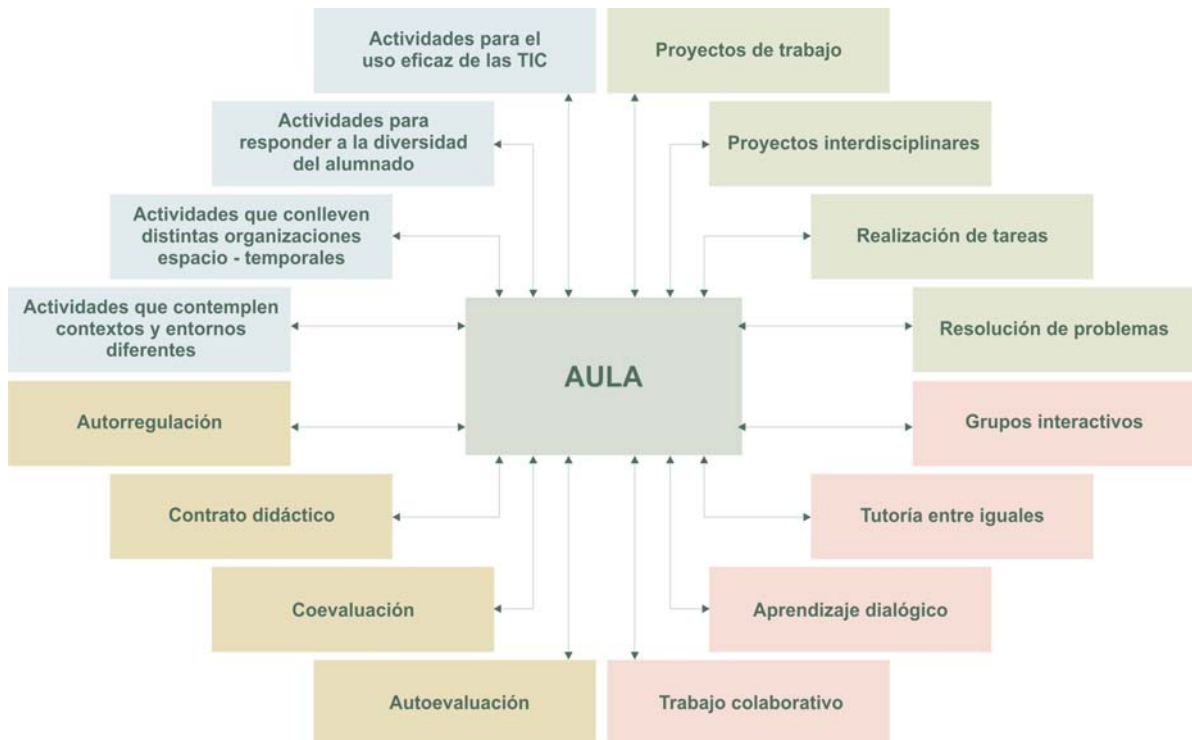 Actividades para el
uso eficaz de las TIC
Proyectos de trabajo
Actividades para
responder a la diversidad
del alumnado
Proyectos interdisciplinares
Actividades que conlleven
distintas organizaciones
espacio - temporales
Realización de tareas
Actividades que contemplen
contextos y entornos
diferentes
Resolución de problemas
AULA
Autorregulación
Grupos interactivos
Contrato didáctico
Tutoría entre iguales
Coevaluación
Aprendizaje dialógico
Autoevaluación
Trabajo colaborativo